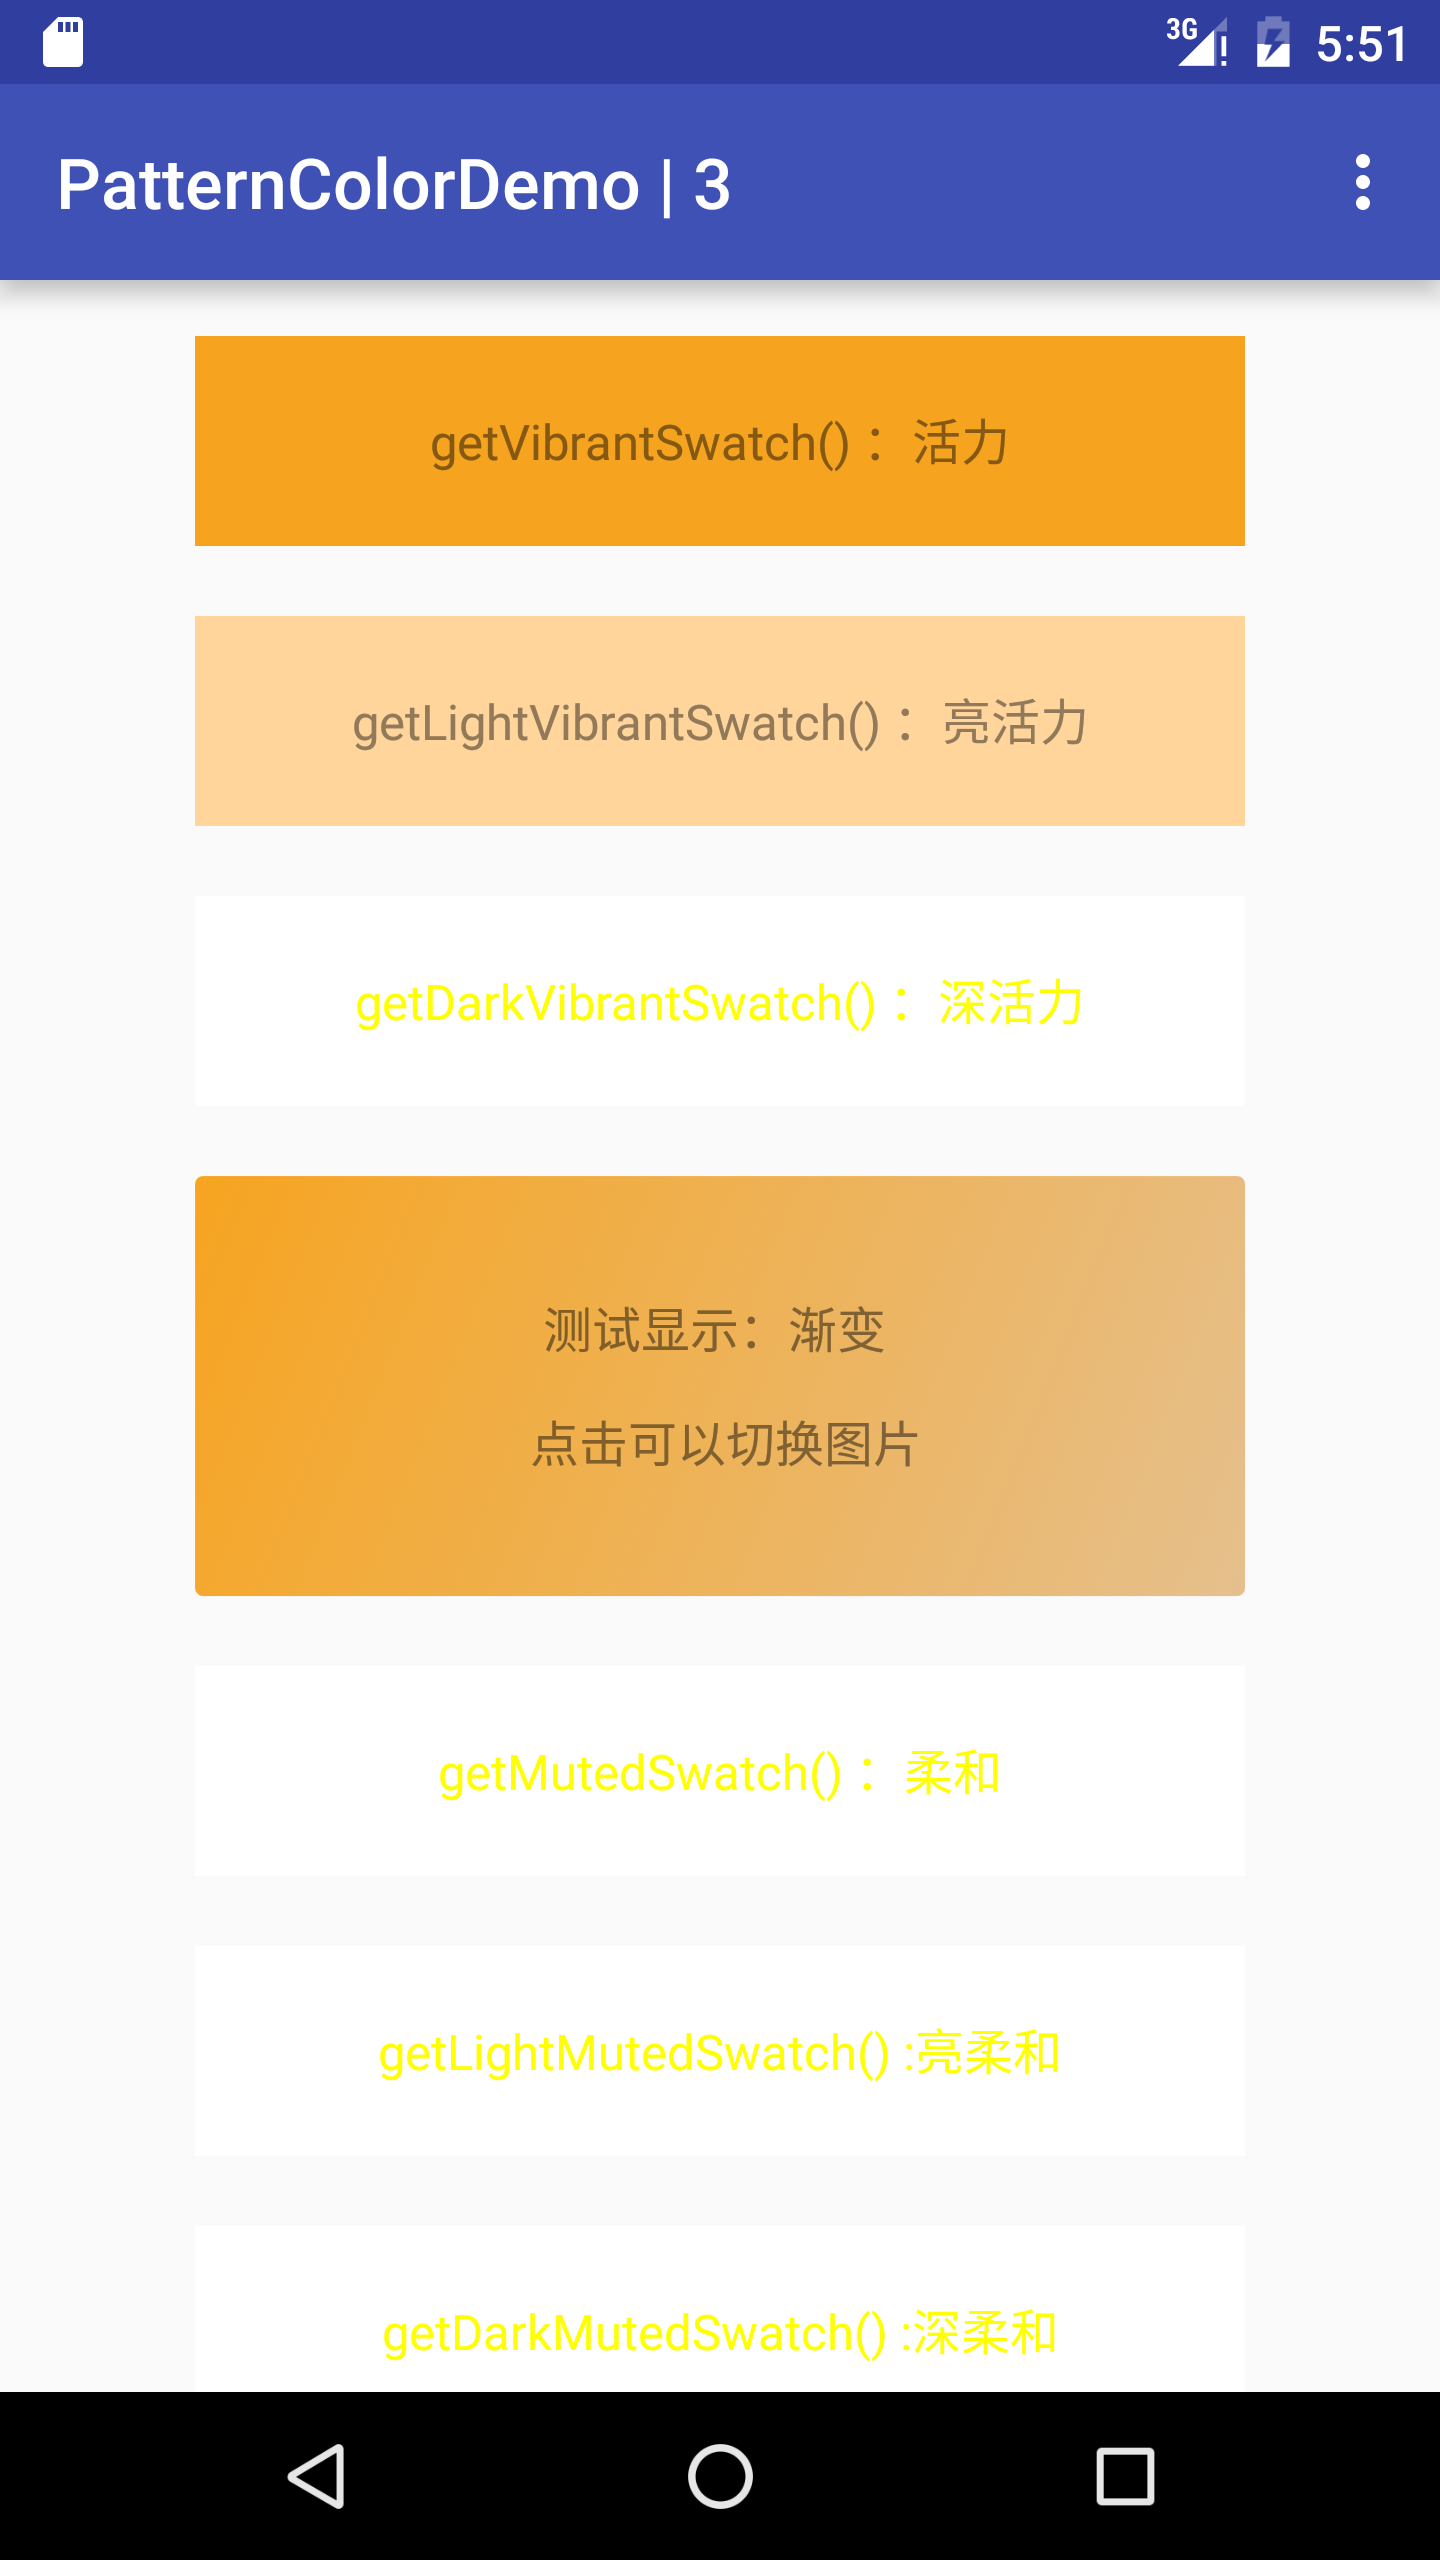 3G 5:51
PatternColorDemo | 3
getVibrantSwatch() ：活力
getLightVibrantSwatch() ：亮活力
getDarkVibrantSwatch() ：深活力
测试显示：渐变
点击可以切换图片
getMutedSwatch() ：柔和
getLightMutedSwatch() :亮柔和
getDarkMutedSwatch() :深柔和